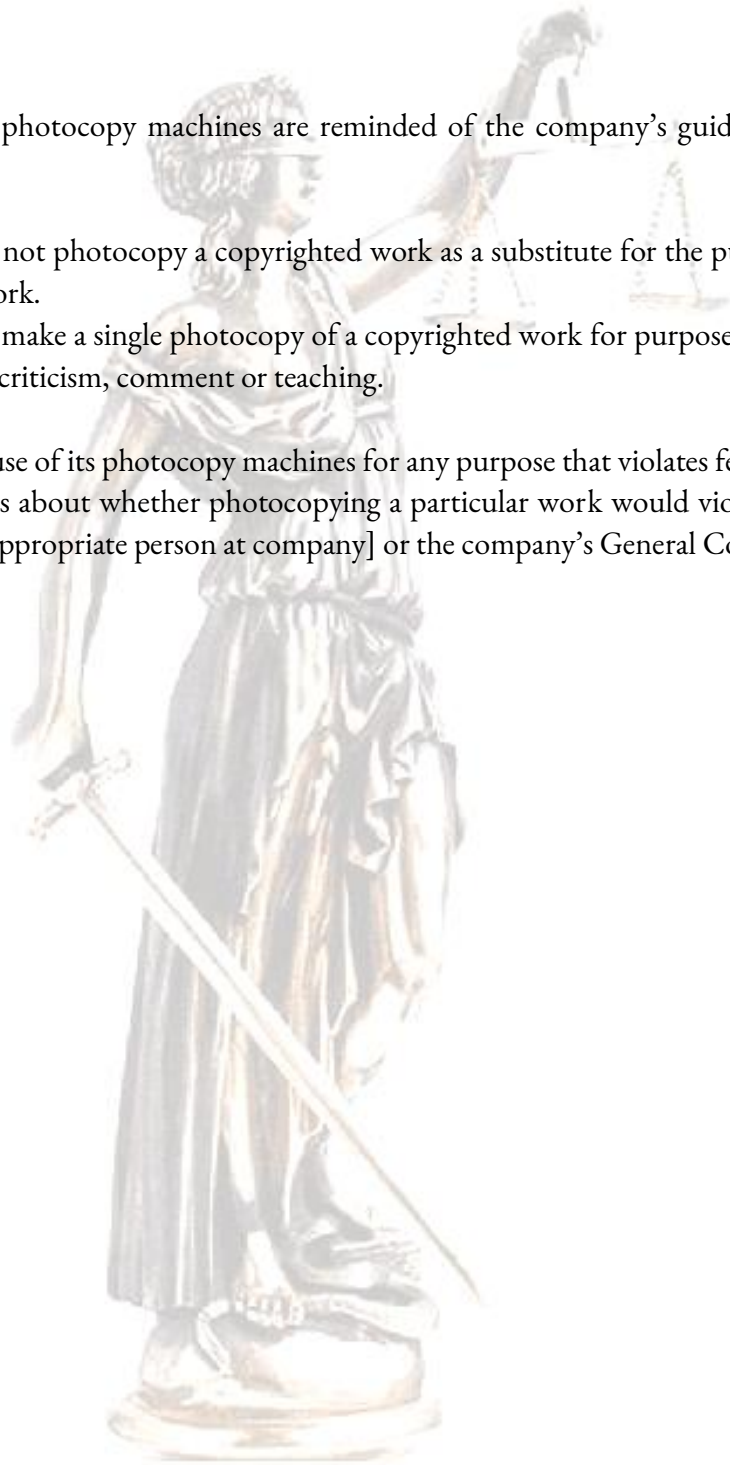 photocopy machines are reminded of the company’s guid
not photocopy a copyrighted work as a substitute for the p
ork.
make a single photocopy of a copyrighted work for purpose
criticism, comment or teaching.
use of its photocopy machines for any purpose that violates fe
s about whether photocopying a particular work would vio
ppropriate person at company] or the company’s General Co